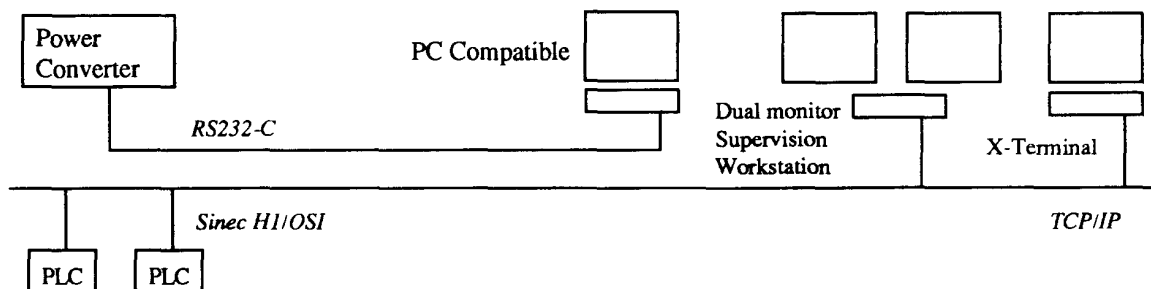 Power
Converter
PC Compatible
RS232-C
Dual monitor
Supervision
Workstation
X-Terminal
Sinec H1/OSI
TCP/IP
PLC
PLC